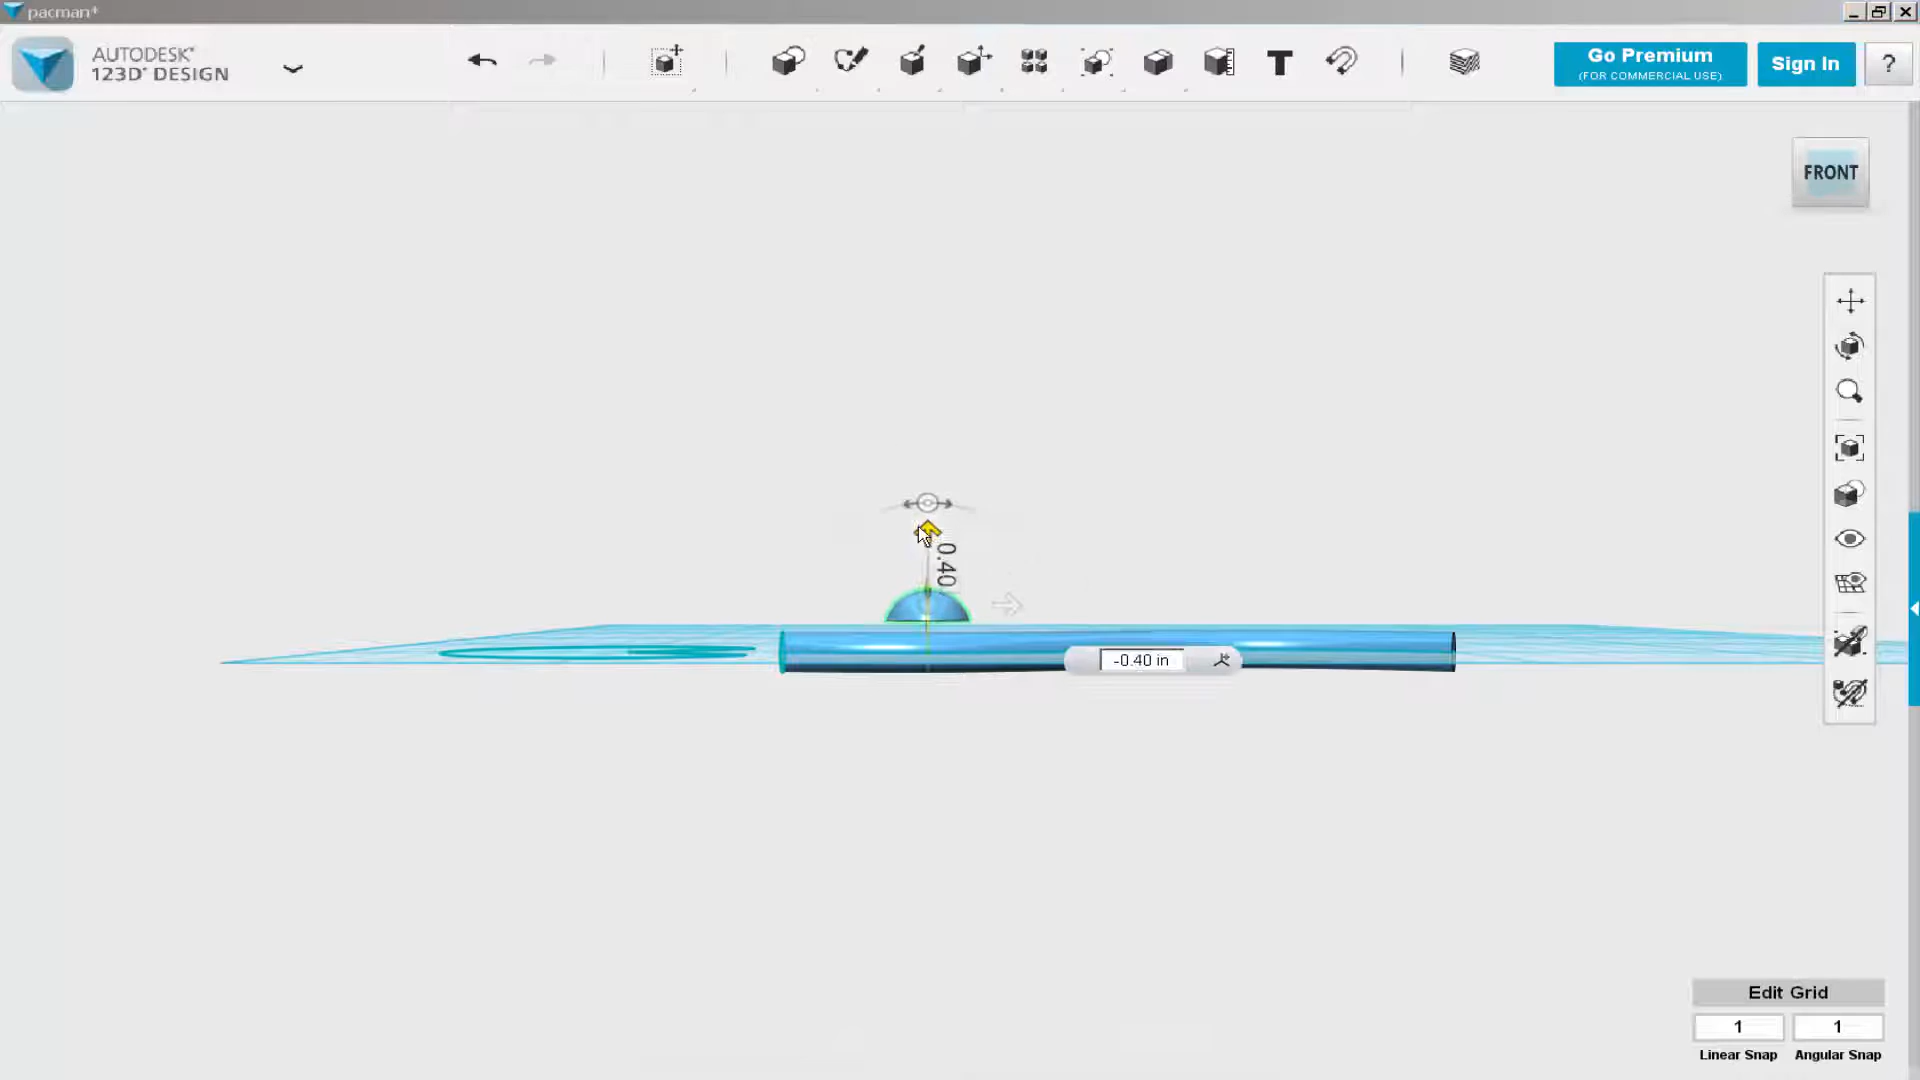 pacman*
AUTODESK®
123D® DESIGN
Go Premium
(FOR COMMERCIAL USE)
Sign In
?
FRONT
0.40
-0.40 in
Edit Grid
1 1
Linear Snap Angular Snap